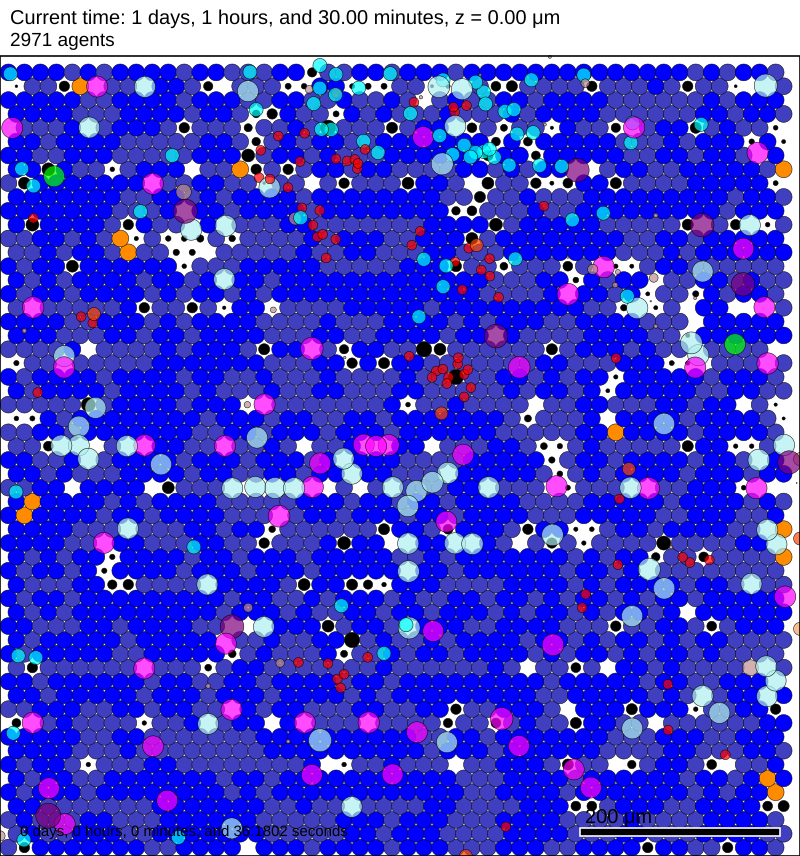 Current time: 1 days, 1 hours, and 30.00 minutes, z = 0.00 μm
2971 agents
200 μm
0 days, 0 hours, 0 minutes, and 36.1802 seconds